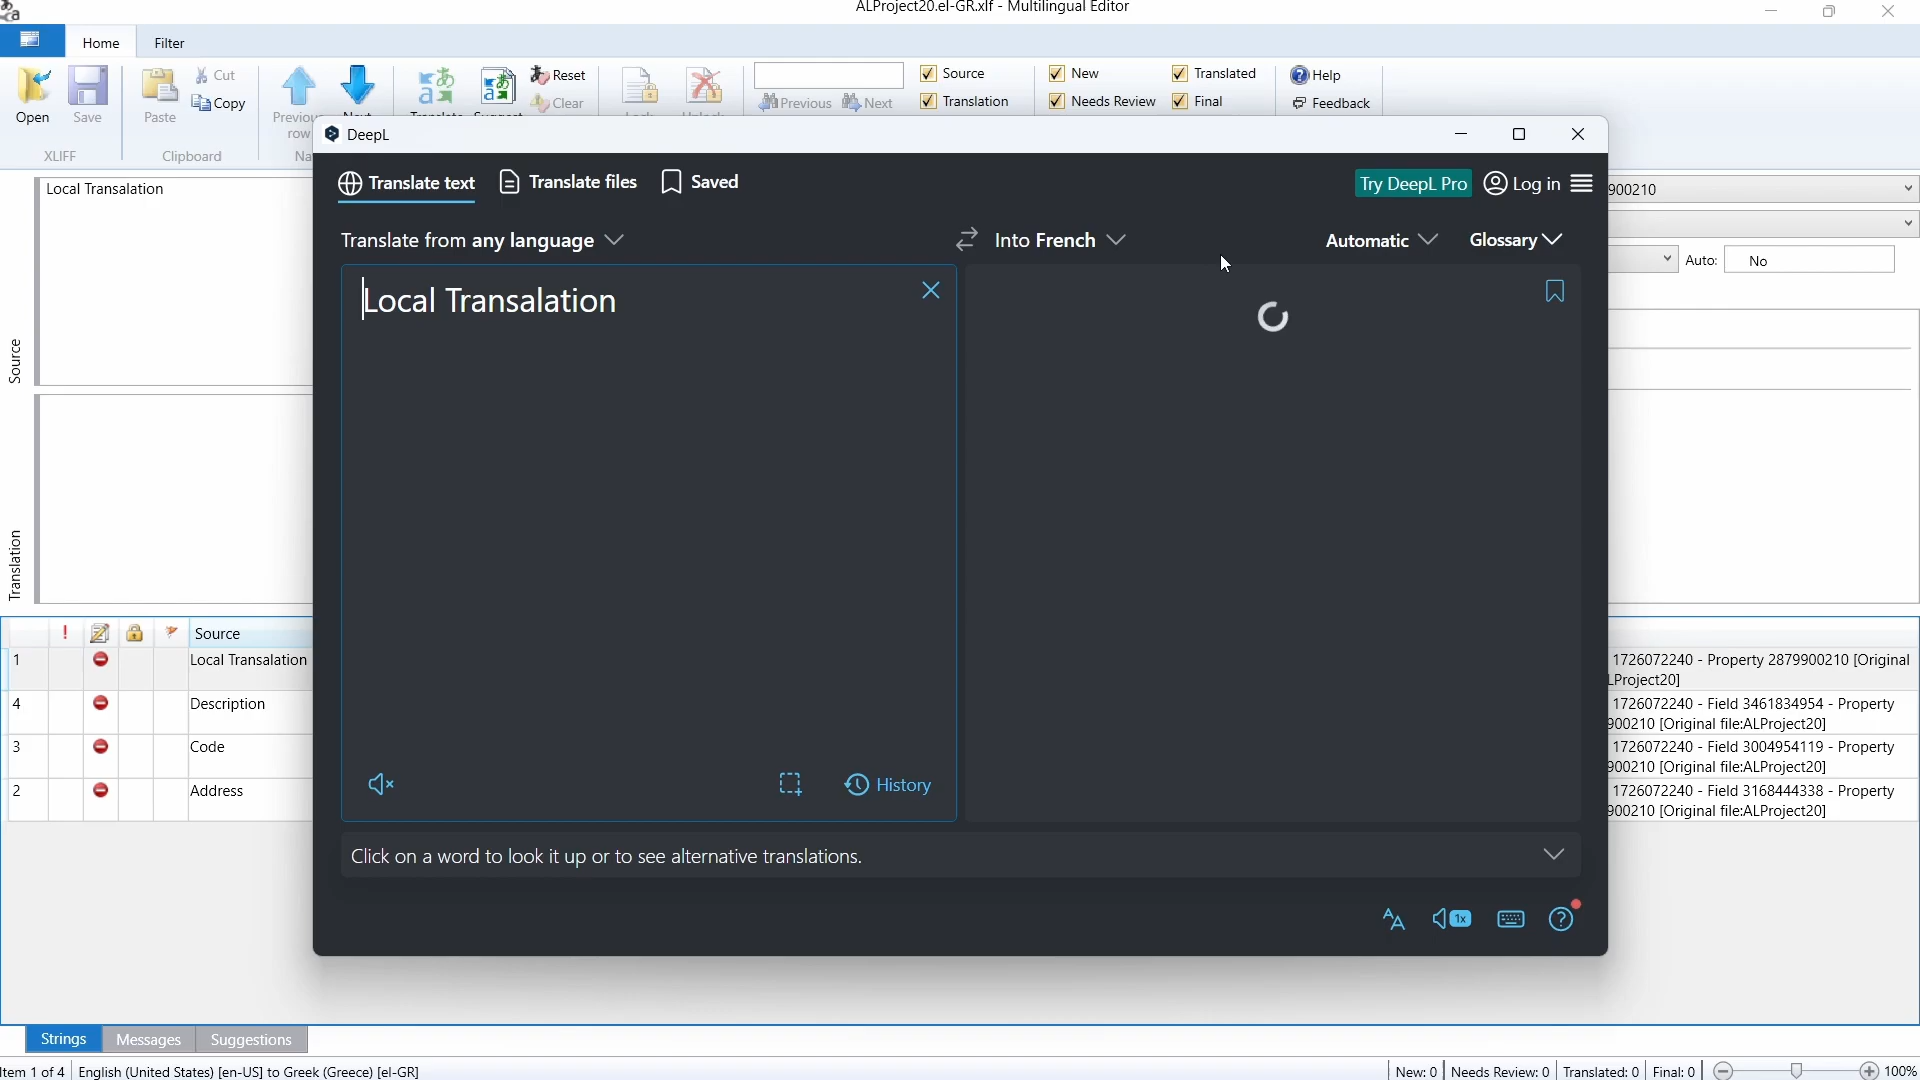 ALProject20.el-GR.xlf - Multilingual Editor
Home Filter
Open Save Paste Cut Copy Previous row Reset Clear
Previous Next Source Translation New Needs Review Translated Final Help Feedback
XLIFF Clipboard
DeepL
Translate text Translate files Saved Try DeepL Pro Log in
Translate from any language Into French Automatic Glossary
Local Transalation
Click on a word to look it up or to see alternative translations.
History
1x
Local Transalation
Source
Translation
900210
Auto: No
! Source
1 Local Transalation 1726072240 - Property 2879900210 [Original
LProject20]
4 Description 1726072240 - Field 3461834954 - Property
900210 [Original file:ALProject20]
3 Code 1726072240 - Field 3004954119 - Property
900210 [Original file:ALProject20]
2 Address 1726072240 - Field 3168444338 - Property
900210 [Original file:ALProject20]
Strings Messages Suggestions
Item 1 of 4 English (United States) [en-US] to Greek (Greece) [el-GR] New: 0 Needs Review: 0 Translated: 0 Final: 0 100%